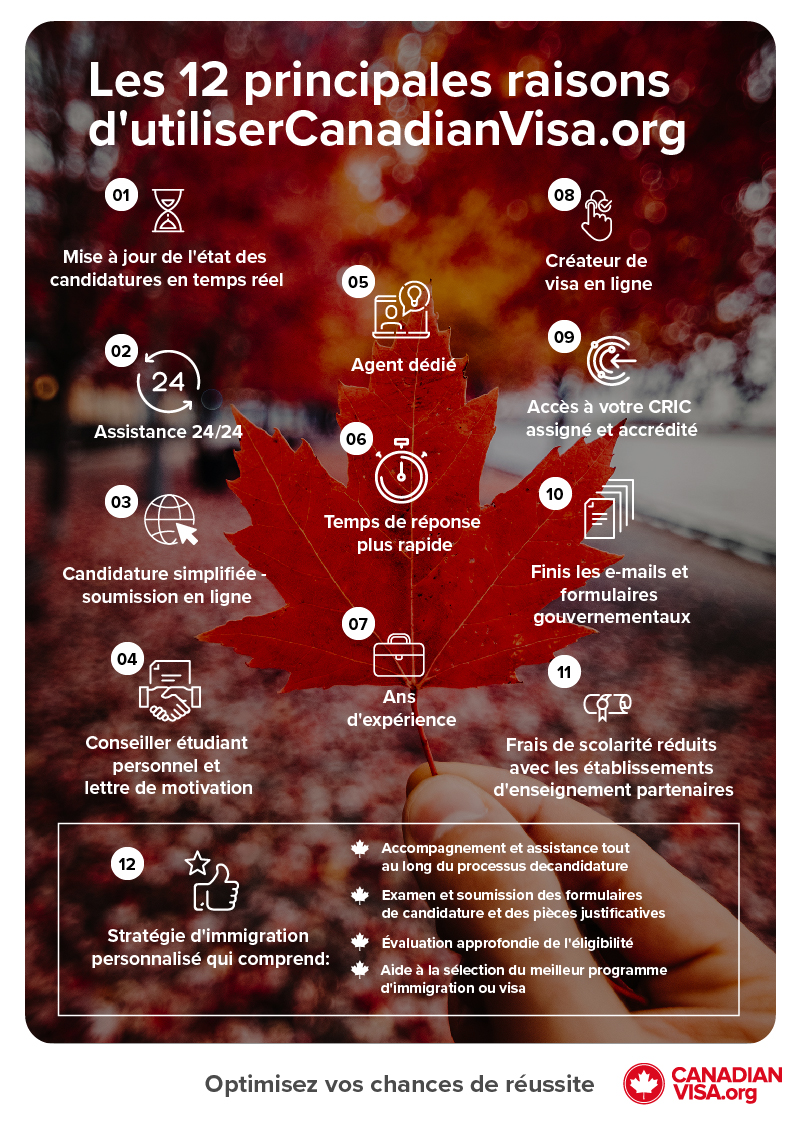 Les 12 principales raisons
d'utiliserCanadianVisa.org
01
Mise à jour de l'état des
candidatures en temps réel
02
24
Assistance 24/24
03
Candidature simplifiée -
soumission en ligne
04
Conseiller étudiant
personnel et
lettre de motivation
05
Agent dédié
06
Temps de réponse
plus rapide
07
Ans
d'expérience
08
Créateur de
visa en ligne
09
Accès à votre CRIC
assigné et accrédité
10
Finis les e-mails et
formulaires
gouvernementaux
11
Frais de scolarité réduits
avec les établissements
d'enseignement partenaires
12
Stratégie d'immigration
personnalisé qui comprend:
Accompagnement et assistance tout
au long du processus decandidature
Examen et soumission des formulaires
de candidature et des pièces justificatives
Évaluation approfondie de l'éligibilité
Aide à la sélection du meilleur programme
d'immigration ou visa
Optimisez vos chances de réussite
CANADIAN
VISA.org